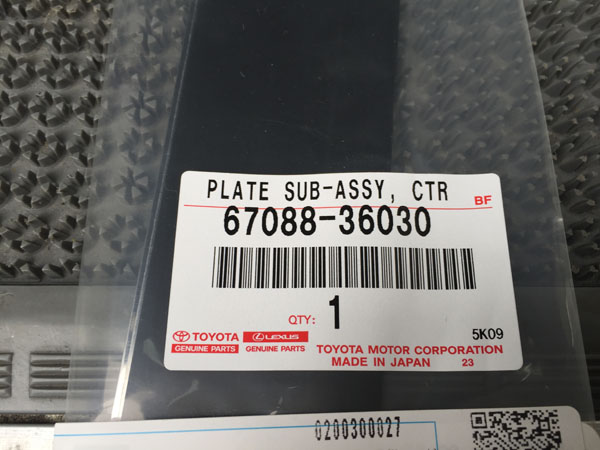 PLATE SUB-ASSY, CTR
BF
67088-36030
QTY: 1
5K09
TOYOTA LEXUS
GENUINE PARTS GENUINE PARTS
TOYOTA MOTOR CORPORATION
MADE IN JAPAN 23
0200300027